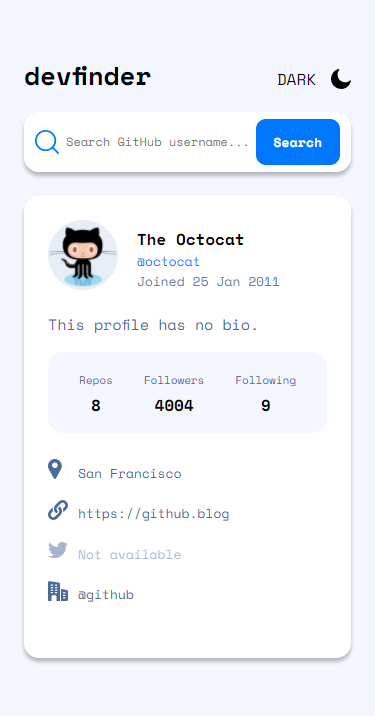 devfinder
DARK
Search GitHub username...
Search
The Octocat
@octocat
Joined 25 Jan 2011
This profile has no bio.
Repos Followers Following
8 4004 9
San Francisco
https://github.blog
Not available
@github